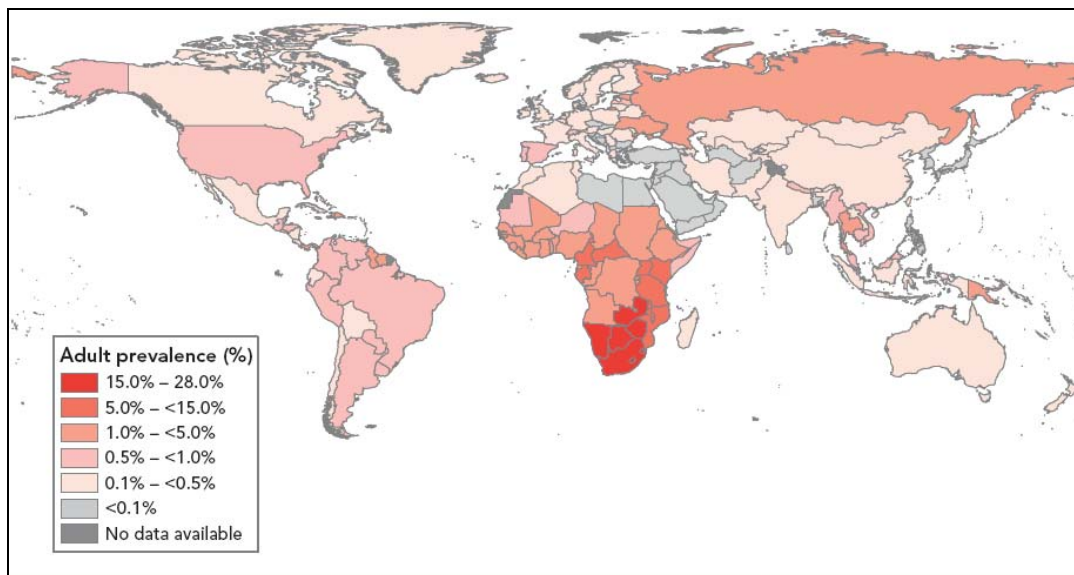 Adult prevalence (%)
15.0% – 28.0%
5.0% – <15.0%
1.0% – <5.0%
0.5% – <1.0%
0.1% – <0.5%
<0.1%
No data available